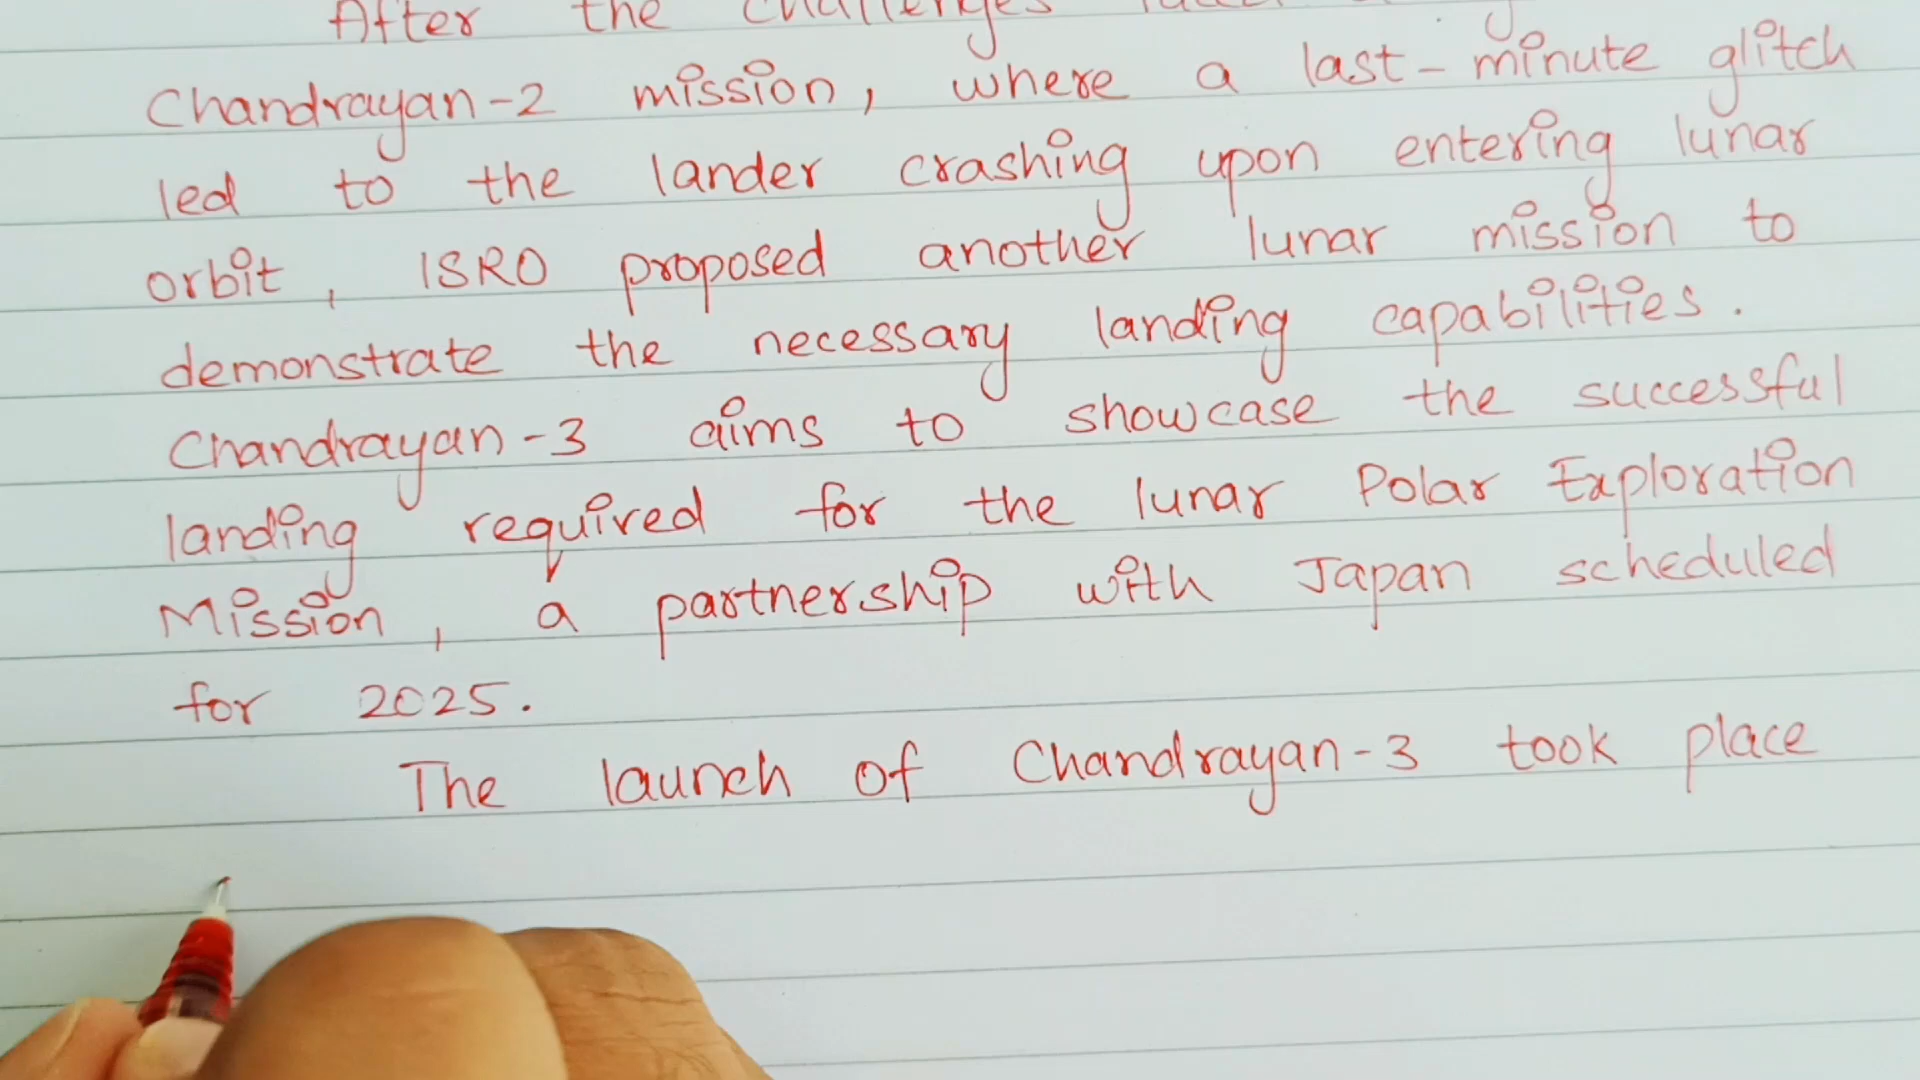 After the challenges
Chandrayan-2 mission, where a last-minute glitch
led to the lander crashing upon entering lunar
orbit, ISRO proposed another lunar mission to
demonstrate the necessary landing capabilities.
Chandrayan-3 aims to showcase the successful
landing required for the lunar Polar Exploration
Mission, a partnership with Japan scheduled
for 2025.
The launch of Chandrayan-3 took place